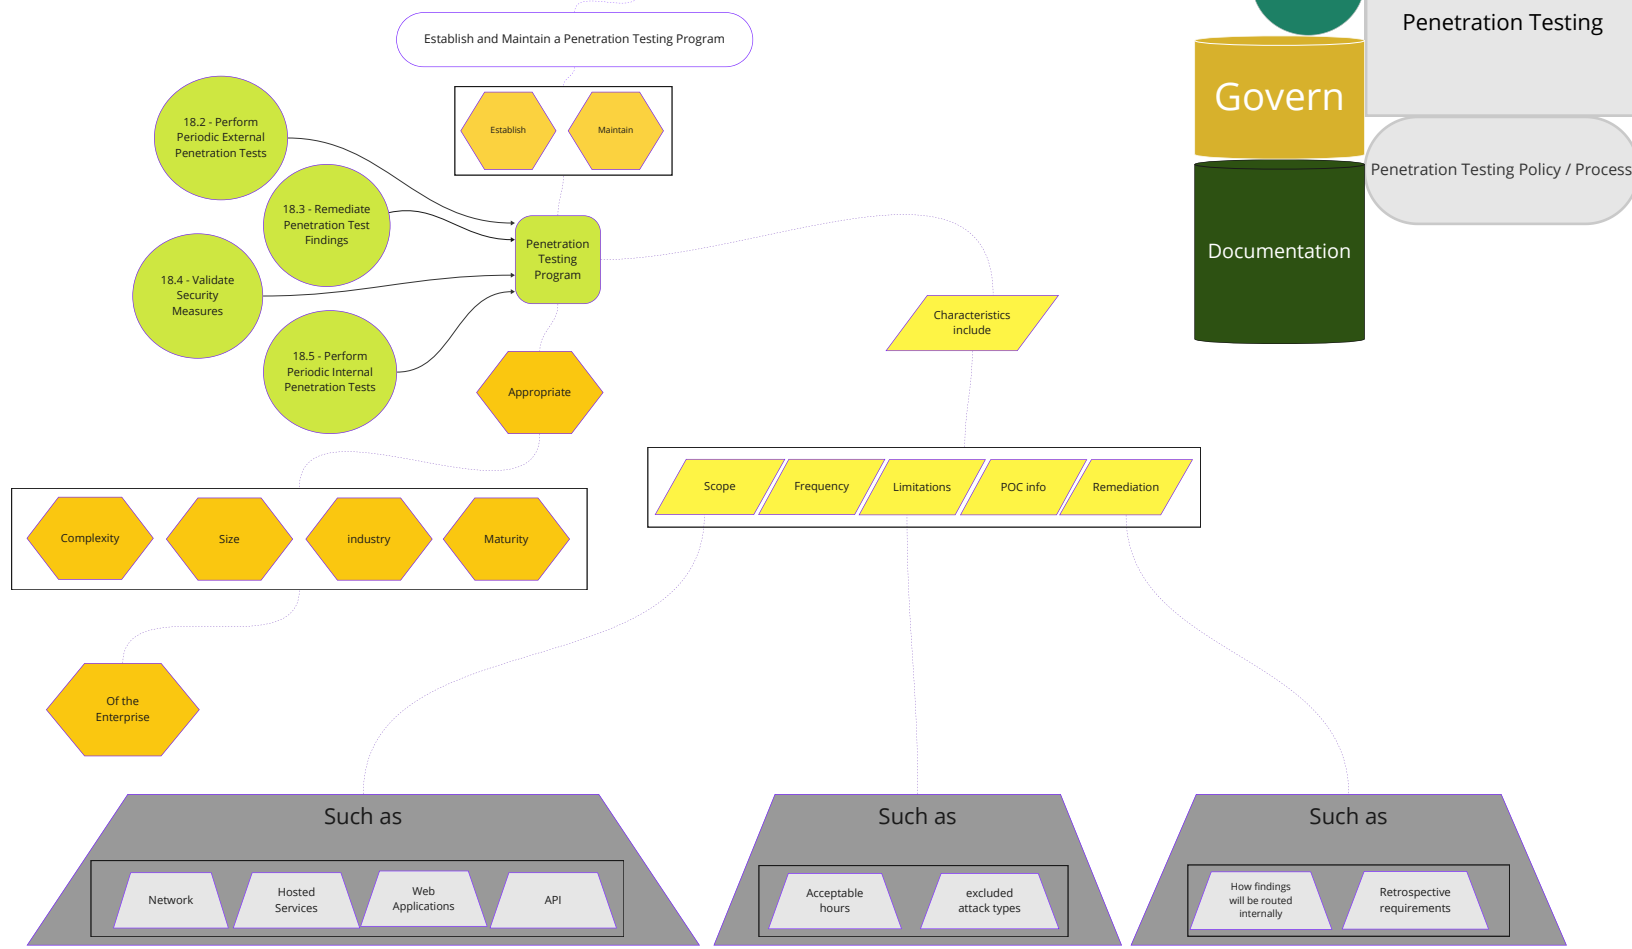 Establish and Maintain a Penetration Testing Program
Penetration Testing
Govern
Penetration Testing Policy / Process
Documentation
Establish
Maintain
18.2 - Perform
Periodic External
Penetration Tests
18.3 - Remediate
Penetration Test
Findings
18.4 - Validate
Security
Measures
18.5 - Perform
Periodic Internal
Penetration Tests
Penetration
Testing
Program
Characteristics
include
Appropriate
Scope
Frequency
Limitations
POC info
Remediation
Complexity
Size
industry
Maturity
Of the
Enterprise
Such as
Network
Hosted
Services
Web
Applications
API
Such as
Acceptable
hours
excluded
attack types
Such as
How findings
will be routed
internally
Retrospective
requirements